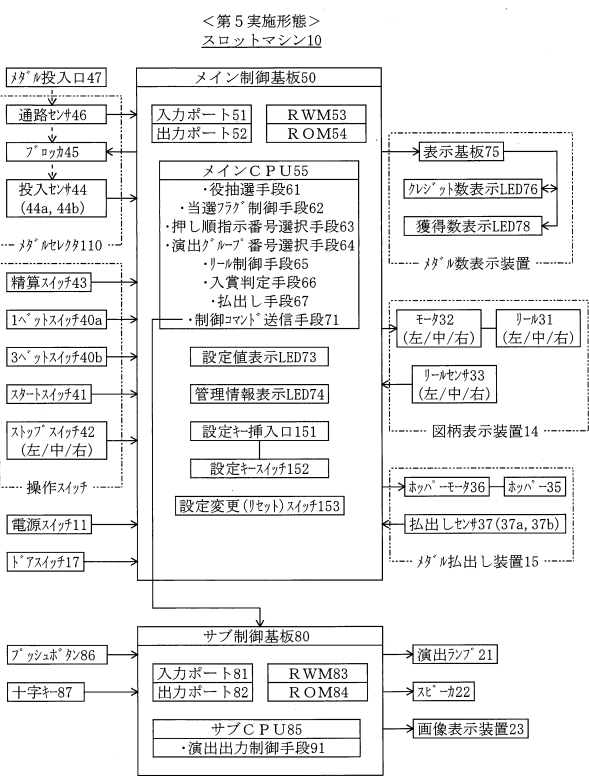 ＜第５実施形態＞
スロットマシン10
ﾒﾀﾞﾙ投入口47
通路ｾﾝｻ46
ﾌﾞﾛｯｶ45
投入ｾﾝｻ44
(44a, 44b)
ﾒﾀﾞﾙｾﾚｸﾀ110
精算ｽｲｯﾁ43
1ﾍﾞｯﾄｽｲｯﾁ40a
3ﾍﾞｯﾄｽｲｯﾁ40b
ｽﾀｰﾄｽｲｯﾁ41
ｽﾄｯﾌﾟｽｲｯﾁ42
(左/中/右)
操作ｽｲｯﾁ
電源ｽｲｯﾁ11
ﾄﾞｱｽｲｯﾁ17
メイン制御基板50
入力ポート51
出力ポート52
ＲＷＭ53
ＲＯＭ54
メインＣＰＵ55
・役抽選手段61
・当選ﾌﾗｸﾞ制御手段62
・押し順指示番号選択手段63
・演出ｸﾞﾙｰﾌﾟ番号選択手段64
・ﾘｰﾙ制御手段65
・入賞判定手段66
・払出し手段67
・制御ｺﾏﾝﾄﾞ送信手段71
設定値表示LED73
管理情報表示LED74
設定キー挿入口151
設定キースイッチ152
設定変更(ﾘｾｯﾄ)ｽｲｯﾁ153
表示基板75
ｸﾚｼﾞｯﾄ数表示LED76
獲得数表示LED78
ﾒﾀﾞﾙ数表示装置
ﾓｰﾀ32
(左/中/右)
ﾘｰﾙ31
(左/中/右)
ﾘｰﾙｾﾝｻ33
(左/中/右)
図柄表示装置14
ﾎｯﾊﾟｰﾓｰﾀ36
ﾎｯﾊﾟｰ35
払出しｾﾝｻ37(37a, 37b)
ﾒﾀﾞﾙ払出し装置15
ﾌﾟｯｼｭﾎﾞﾀﾝ86
十字ｷｰ87
サブ制御基板80
入力ポート81
出力ポート82
ＲＷＭ83
ＲＯＭ84
サブＣＰＵ85
・演出出力制御手段91
演出ﾗﾝﾌﾟ21
ｽﾋﾟｰｶ22
画像表示装置23